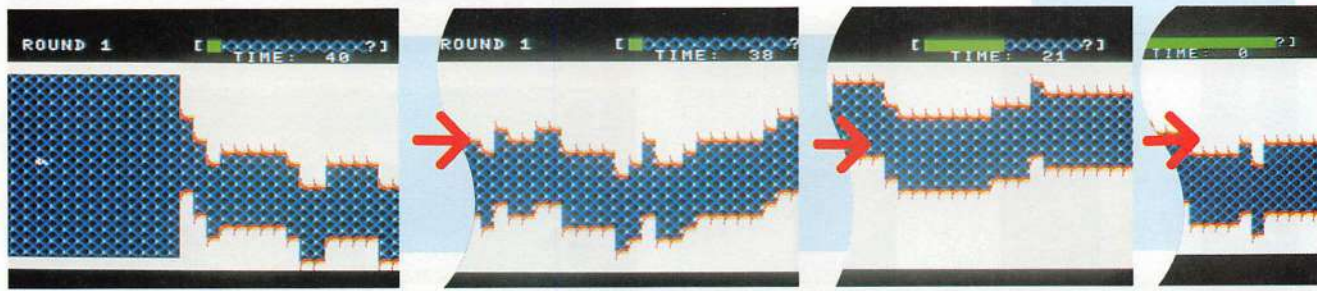 ROUND 1 [ ?]
TIME: 40
ROUND 1 [ ?
TIME: 38
[ ?]
TIME: 21
?]
TIME: 0